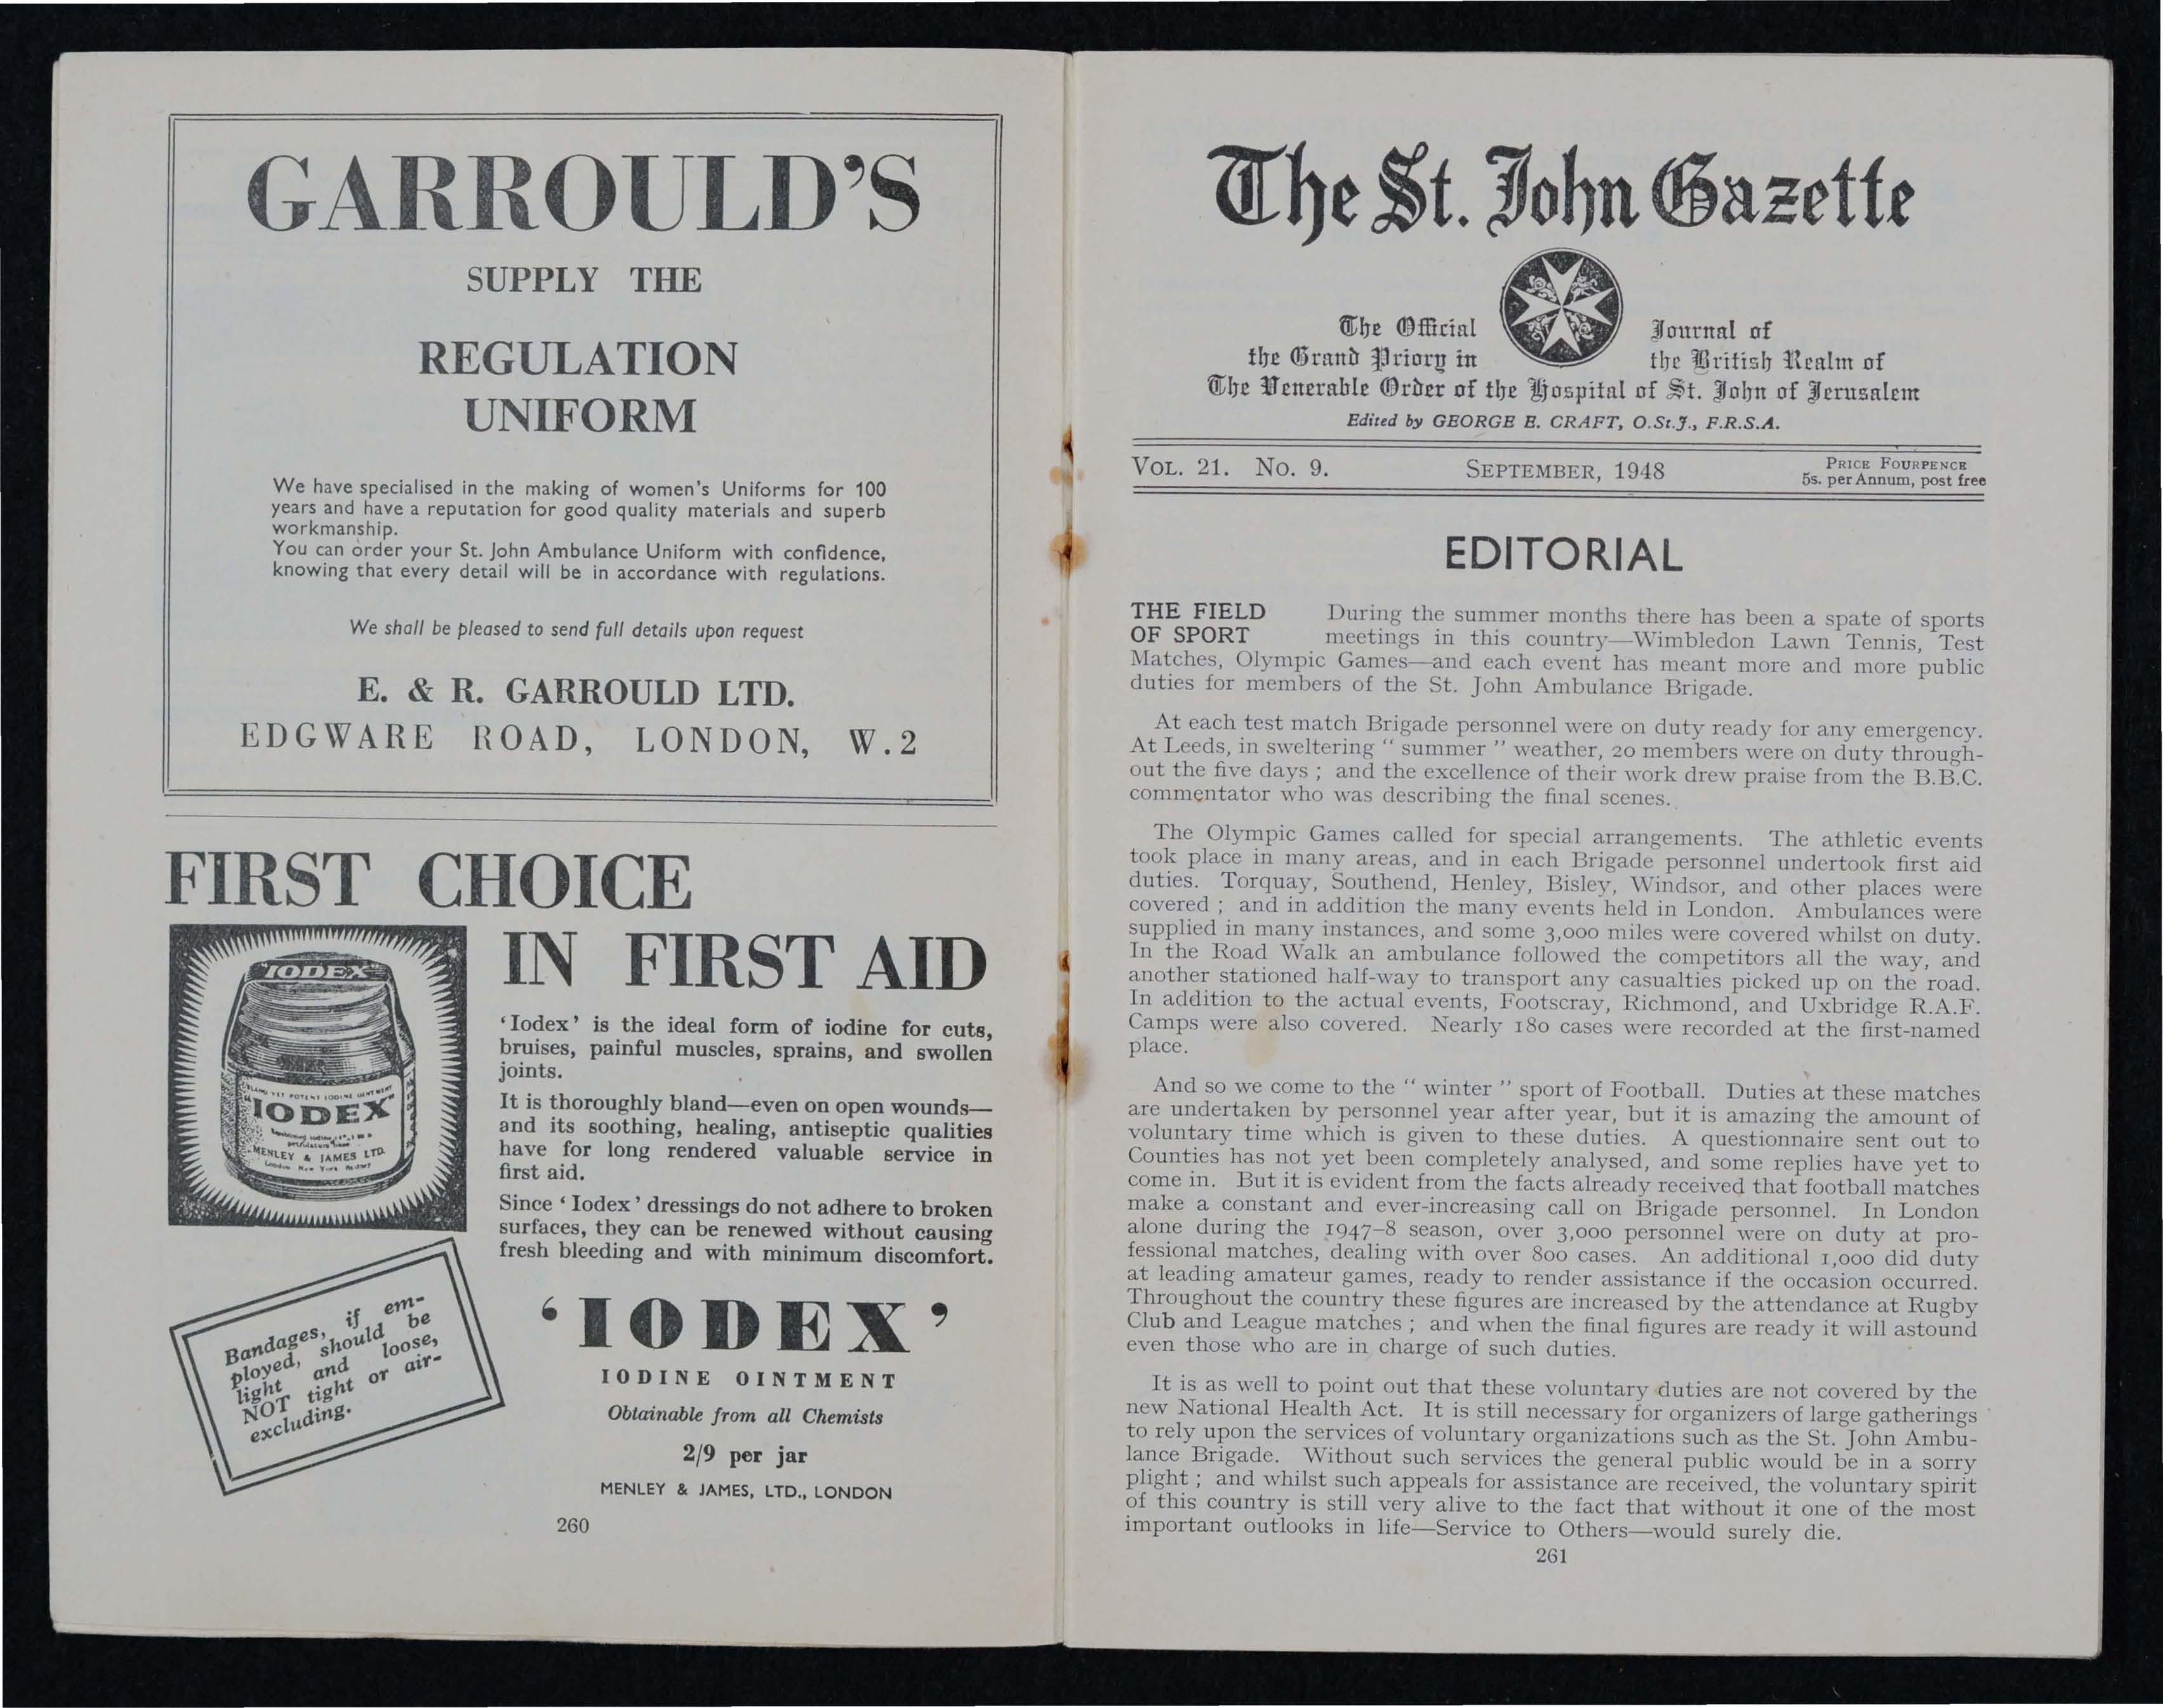 GARROULD'S
SUPPLY THE
REGULATION
UNIFORM
We have specialised in the making of women's Uniforms for 100
years and have a reputation for good quality materials and superb
workmanship.
You can order your St. John Ambulance Uniform with confidence,
knowing that every detail will be in accordance with regulations.
We shall be pleased to send full details upon request
E. & R. GARROULD LTD.
EDGWARE ROAD, LONDON, W.2
FIRST CHOICE
IN FIRST AID
IODEX
IODEX
MENLEY & JAMES LTD.
'Iodex' is the ideal form of iodine for cuts,
bruises, painful muscles, sprains, and swollen
joints.
It is thoroughly bland—even on open wounds—
and its soothing, healing, antiseptic qualities
have for long rendered valuable service in
first aid.
Since 'Iodex' dressings do not adhere to broken
surfaces, they can be renewed without causing
fresh bleeding and with minimum discomfort.
Bandages, if em-
ployed, should be
light and loose,
NOT tight or air-
excluding.
'IODEX'
IODINE OINTMENT
Obtainable from all Chemists
2/9 per jar
MENLEY & JAMES, LTD., LONDON
260
The St. John Gazette
The Official Journal of
the Grand Priory in the British Realm of
The Venerable Order of the Hospital of St. John of Jerusalem
Edited by GEORGE E. CRAFT, O.St.J., F.R.S.A.
VOL. 21. No. 9. SEPTEMBER, 1948 PRICE FOURPENCE
5s. per Annum, post free
EDITORIAL
THE FIELD During the summer months there has been a spate of sports
OF SPORT meetings in this country—Wimbledon Lawn Tennis, Test
Matches, Olympic Games—and each event has meant more and more public
duties for members of the St. John Ambulance Brigade.
At each test match Brigade personnel were on duty ready for any emergency.
At Leeds, in sweltering " summer " weather, 20 members were on duty through-
out the five days ; and the excellence of their work drew praise from the B.B.C.
commentator who was describing the final scenes.
The Olympic Games called for special arrangements. The athletic events
took place in many areas, and in each Brigade personnel undertook first aid
duties. Torquay, Southend, Henley, Bisley, Windsor, and other places were
covered ; and in addition the many events held in London. Ambulances were
supplied in many instances, and some 3,000 miles were covered whilst on duty.
In the Road Walk an ambulance followed the competitors all the way, and
another stationed half-way to transport any casualties picked up on the road.
In addition to the actual events, Footscray, Richmond, and Uxbridge R.A.F.
Camps were also covered. Nearly 180 cases were recorded at the first-named
place.
And so we come to the " winter " sport of Football. Duties at these matches
are undertaken by personnel year after year, but it is amazing the amount of
voluntary time which is given to these duties. A questionnaire sent out to
Counties has not yet been completely analysed, and some replies have yet to
come in. But it is evident from the facts already received that football matches
make a constant and ever-increasing call on Brigade personnel. In London
alone during the 1947-8 season, over 3,000 personnel were on duty at pro-
fessional matches, dealing with over 800 cases. An additional 1,000 did duty
at leading amateur games, ready to render assistance if the occasion occurred.
Throughout the country these figures are increased by the attendance at Rugby
Club and League matches ; and when the final figures are ready it will astound
even those who are in charge of such duties.
It is as well to point out that these voluntary duties are not covered by the
new National Health Act. It is still necessary for organizers of large gatherings
to rely upon the services of voluntary organizations such as the St. John Ambu-
lance Brigade. Without such services the general public would be in a sorry
plight ; and whilst such appeals for assistance are received, the voluntary spirit
of this country is still very alive to the fact that without it one of the most
important outlooks in life—Service to Others—would surely die.
261